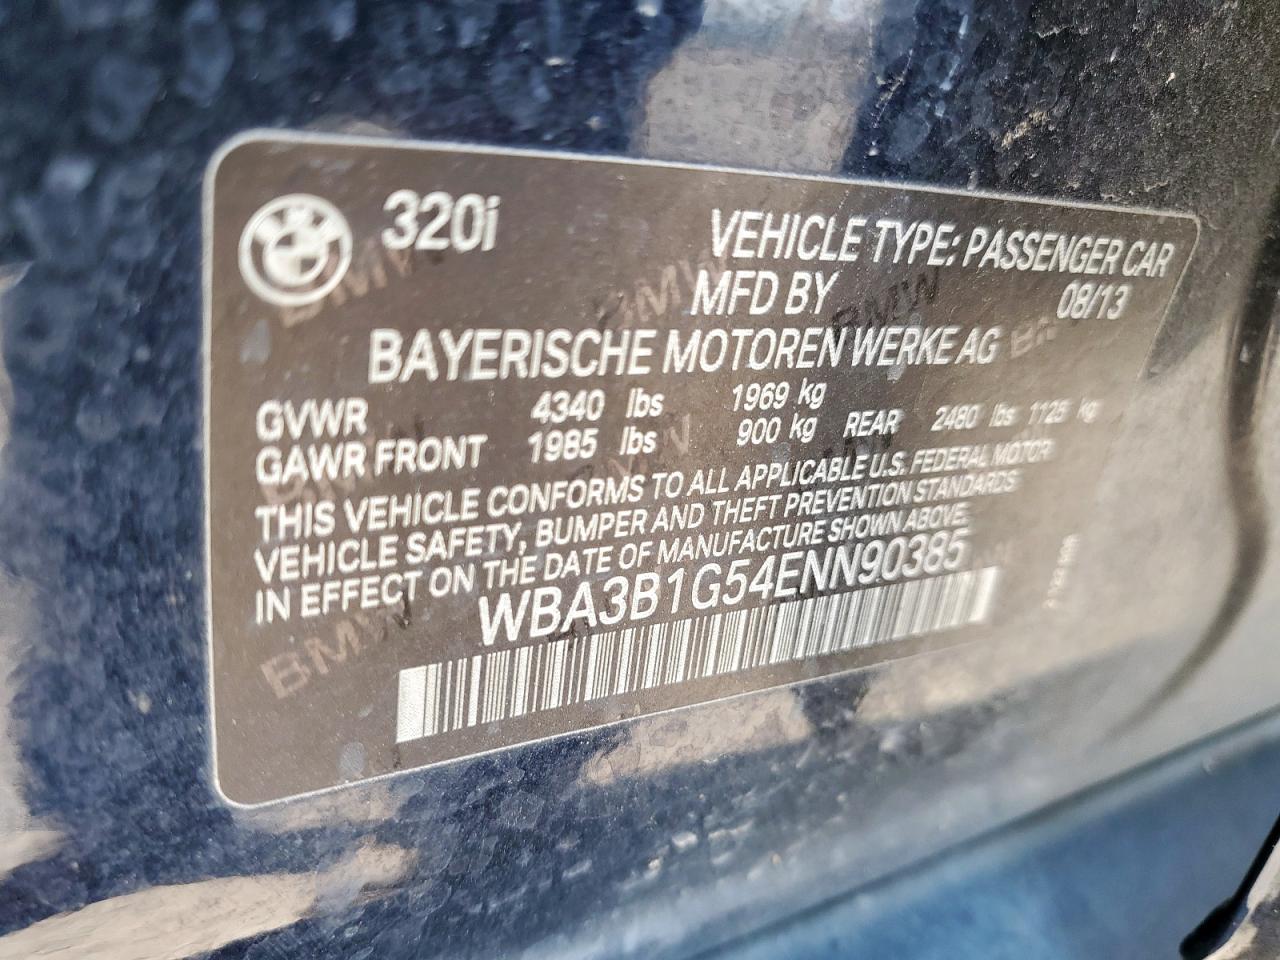 320i
VEHICLE TYPE: PASSENGER CAR
MFD BY 08/13
BAYERISCHE MOTOREN WERKE AG
GVWR 4340 lbs 1969 kg
GAWR FRONT 1985 lbs 900 kg REAR 2480 lbs 1125 kg
THIS VEHICLE CONFORMS TO ALL APPLICABLE U.S. FEDERAL MOTOR
VEHICLE SAFETY, BUMPER AND THEFT PREVENTION STANDARDS
IN EFFECT ON THE DATE OF MANUFACTURE SHOWN ABOVE.
WBA3B1G54ENN90385